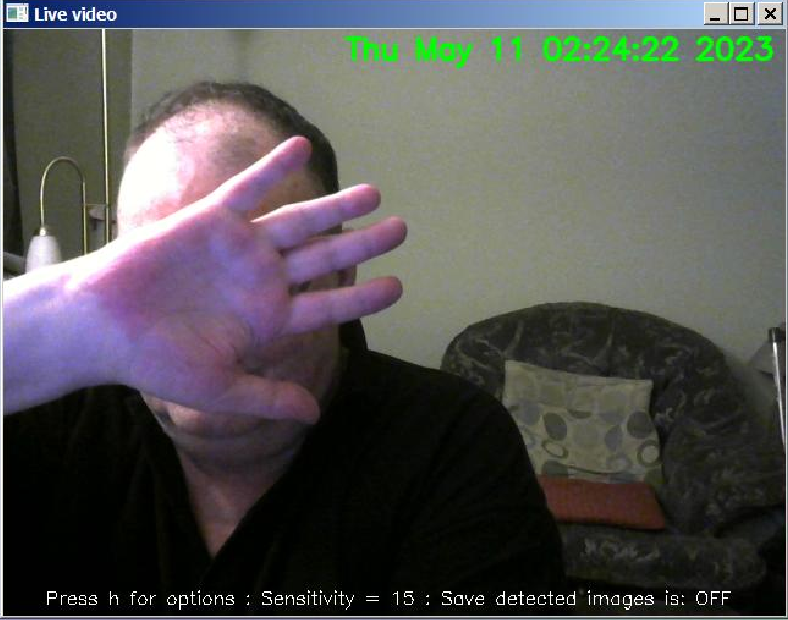 Live video
Thu May 11 02:24:22 2023
Press h for options : Sensitivity = 15 : Save detected images is: OFF